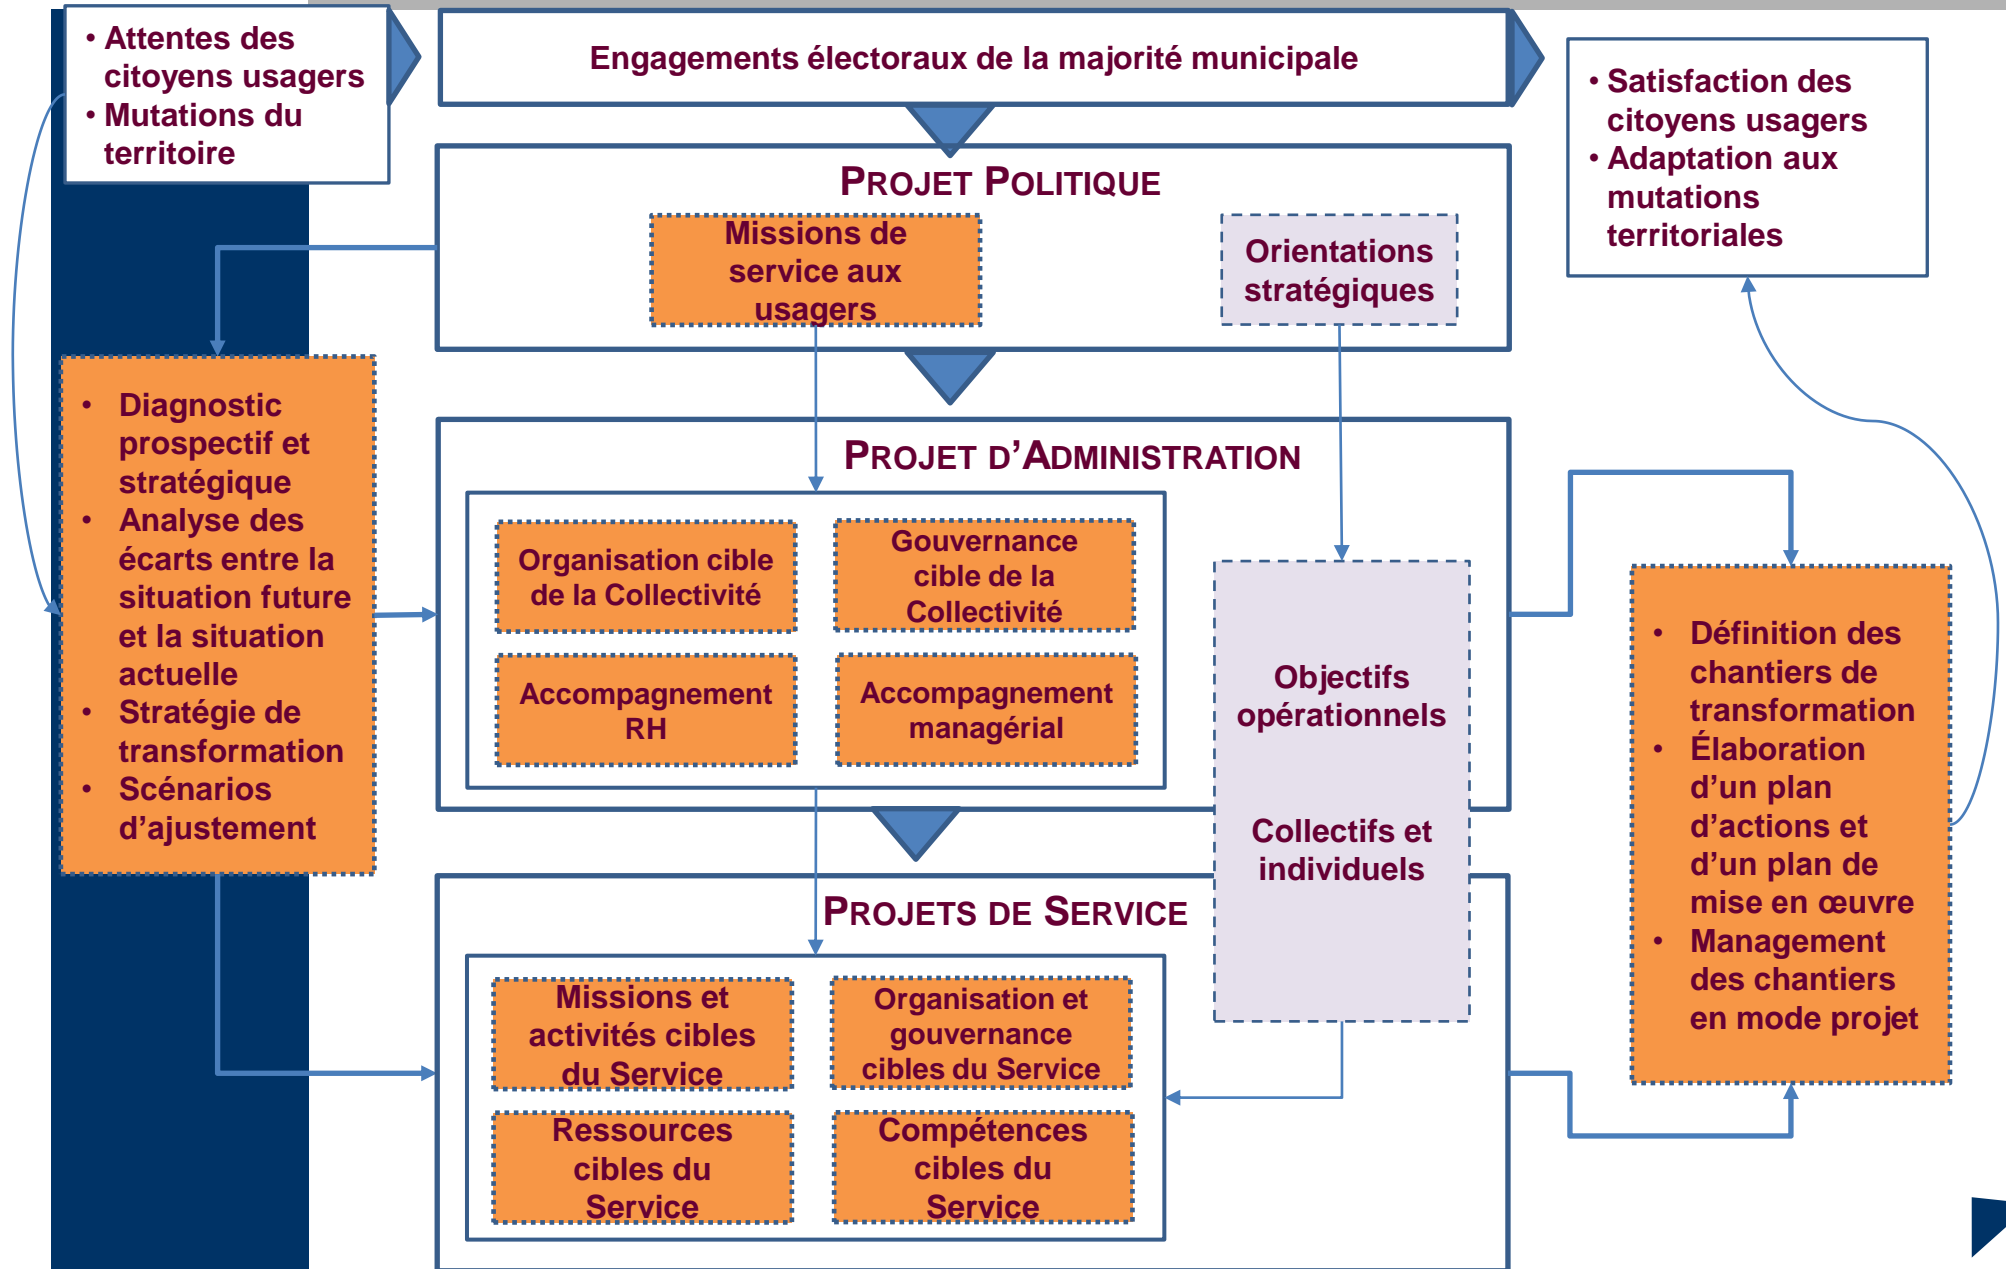 • Attentes des
citoyens usagers
• Mutations du
territoire
Engagements électoraux de la majorité municipale
• Satisfaction des
citoyens usagers
• Adaptation aux
mutations
territoriales
PROJET POLITIQUE
Missions de
service aux
usagers
Orientations
stratégiques
• Diagnostic
prospectif et
stratégique
• Analyse des
écarts entre la
situation future
et la situation
actuelle
• Stratégie de
transformation
• Scénarios
d'ajustement
PROJET D’ADMINISTRATION
Organisation cible
de la Collectivité
Gouvernance
cible de la
Collectivité
Accompagnement
RH
Accompagnement
managérial
Objectifs
opérationnels
Collectifs et
individuels
PROJETS DE SERVICE
Missions et
activités cibles
du Service
Organisation et
gouvernance
cibles du Service
Ressources
cibles du
Service
Compétences
cibles du
Service
• Définition des
chantiers de
transformation
• Élaboration
d’un plan
d’actions et
d’un plan de
mise en œuvre
• Management
des chantiers
en mode projet